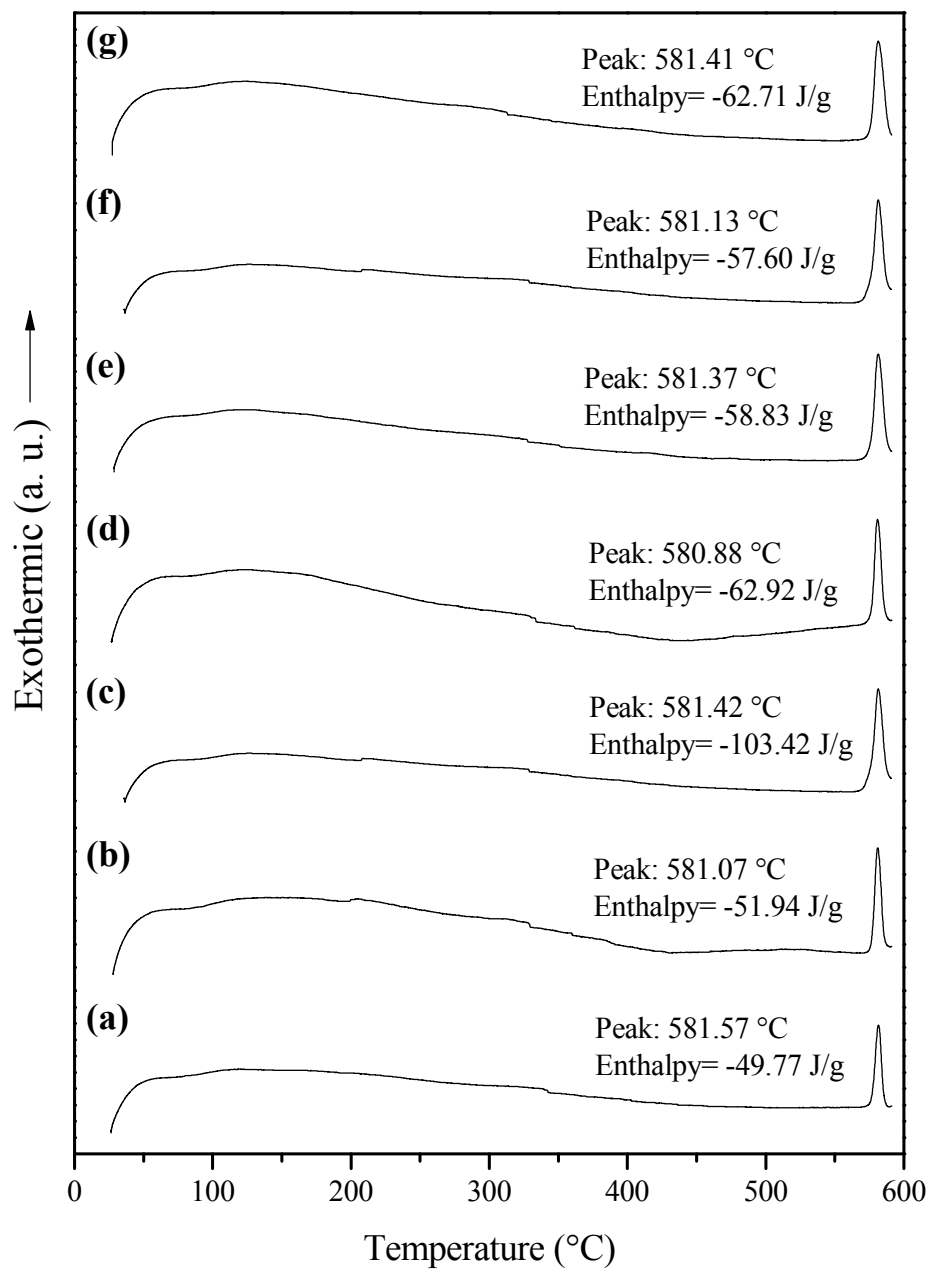 (g)
Peak: 581.41 °C
Enthalpy= -62.71 J/g
(f)
Peak: 581.13 °C
Enthalpy= -57.60 J/g
(e)
Peak: 581.37 °C
Enthalpy= -58.83 J/g
(d)
Peak: 580.88 °C
Enthalpy= -62.92 J/g
(c)
Peak: 581.42 °C
Enthalpy= -103.42 J/g
(b)
Peak: 581.07 °C
Enthalpy= -51.94 J/g
(a)
Peak: 581.57 °C
Enthalpy= -49.77 J/g
Exothermic (a. u.)
0 100 200 300 400 500 600
Temperature (°C)